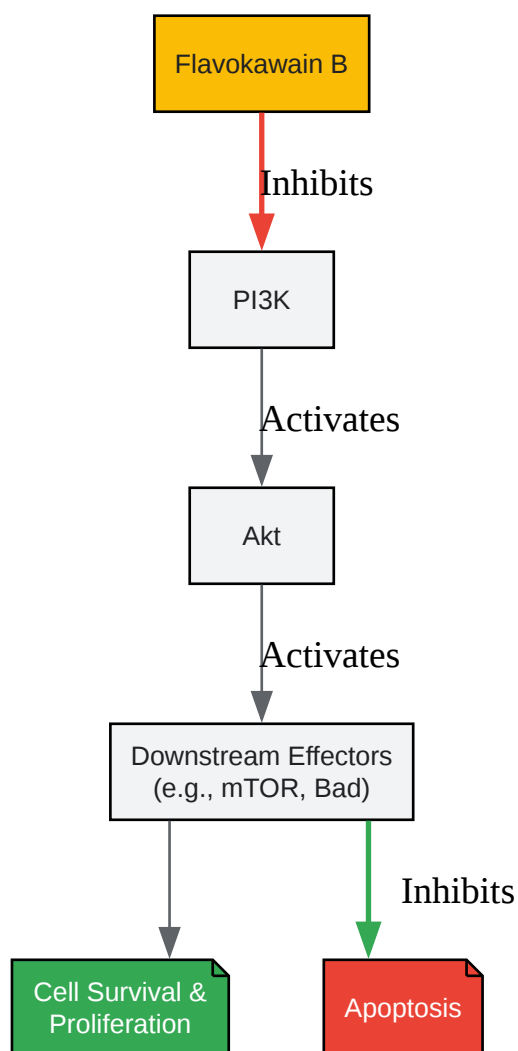 Flavokawain B
Inhibits
PI3K
Activates
Akt
Activates
Downstream Effectors
(e.g., mTOR, Bad)
Inhibits
Cell Survival &
Proliferation
Apoptosis